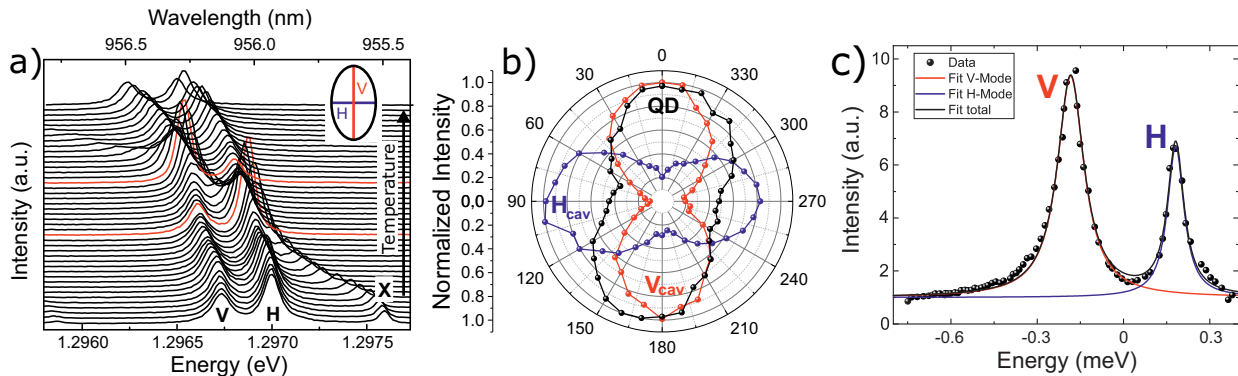 a)
Wavelength (nm)
956.5 956.0 955.5
Intensity (a.u.)
V
H
Temperature
X
V H
1.2960 1.2965 1.2970 1.2975
Energy (eV)
b)
Normalized Intensity
1.0
0.8
0.6
0.4
0.2
0.0
0.2
0.4
0.6
0.8
1.0
0
30
60
90
120
150
180
210
240
270
300
330
QD
Hcav
Vcav
c)
Intensity (a.u.)
10
8
6
4
2
0
Data
Fit V-Mode
Fit H-Mode
Fit total
V
H
-0.6 -0.3 0 0.3
Energy (meV)